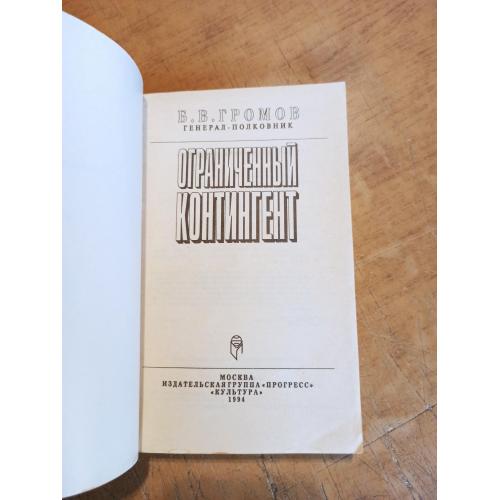 Б.В.ГРОМОВ
ГЕНЕРАЛ-ПОЛКОВНИК
ОГРАНИЧЕННЫЙ
КОНТИНГЕНТ
МОСКВА
ИЗДАТЕЛЬСКАЯ ГРУППА «ПРОГРЕСС»
«КУЛЬТУРА»
1994